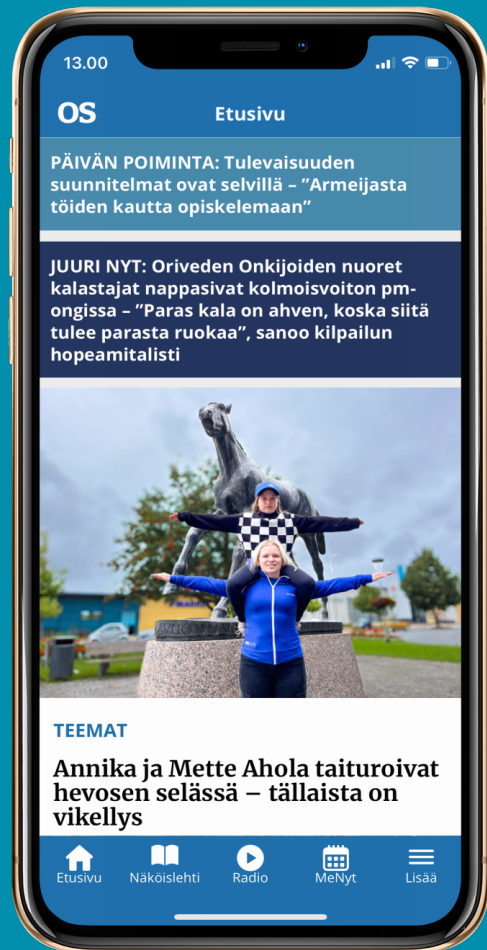 13.00
OS
Etusivu
PÄIVÄN POIMINTA: Tulevaisuuden
suunnitelmat ovat selvillä – ”Armeijasta
töiden kautta opiskelemaan”
JUURI NYT: Oriveden Onkijoiden nuoret
kalastajat nappasivat kolmoisvoiton pm-
ongissa – ”Paras kala on ahven, koska siitä
tulee parasta ruokaa”, sanoo kilpailun
hopeamitalisti
TEEMAT
Annika ja Mette Ahola taituroivat
hevosen selässä – tällaista on
vikellys
Etusivu
Näköislehti
Radio
MeNyt
Lisää